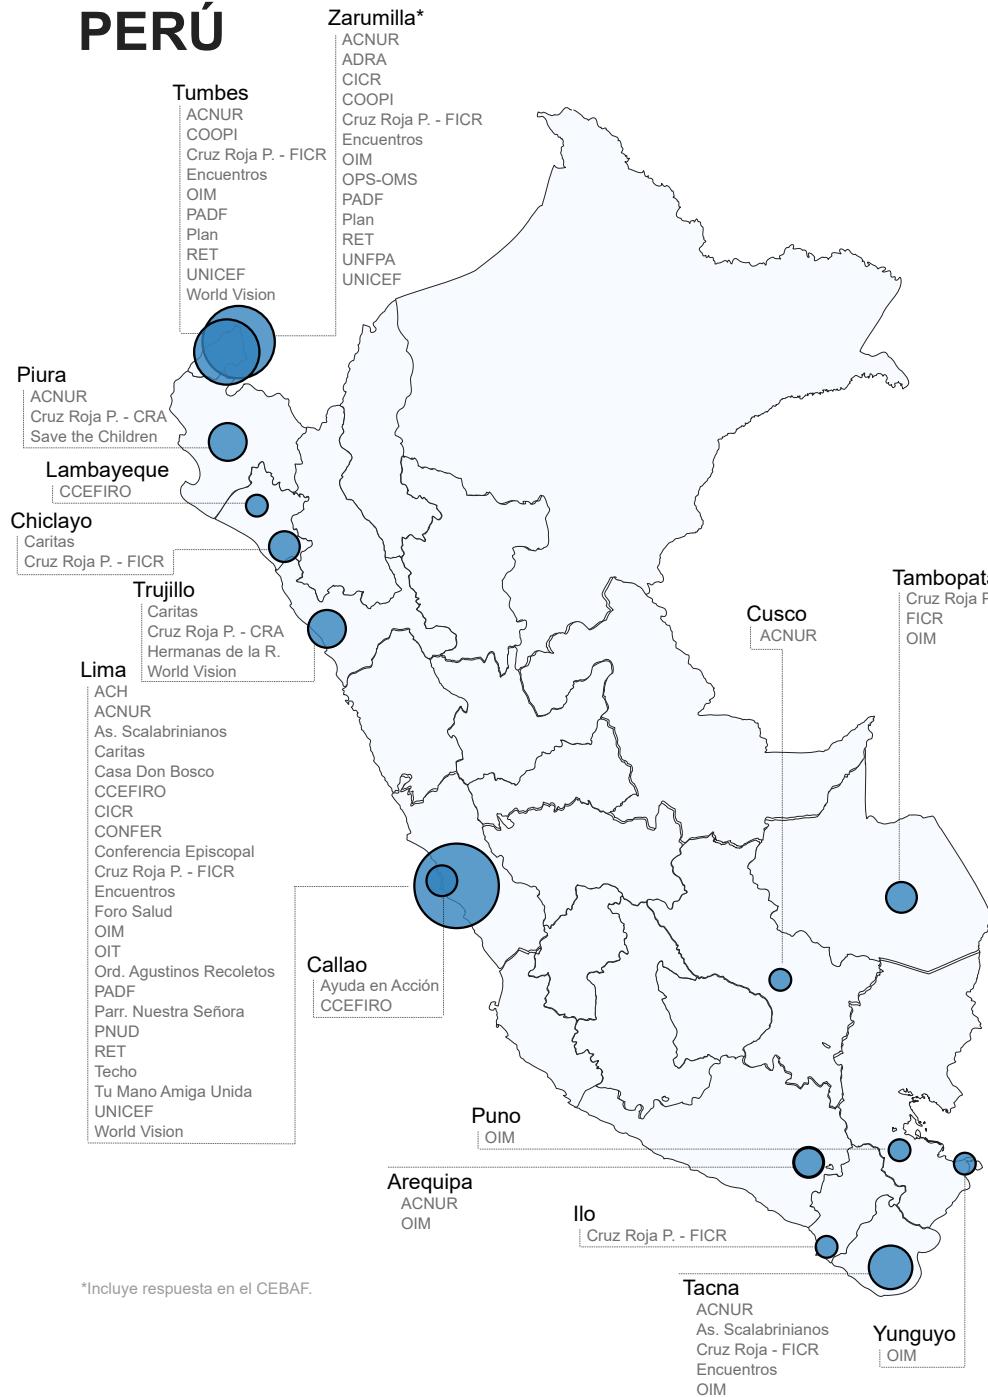 PERÚ
Zarumilla*
ACNUR
ADRA
CICR
COOPI
Cruz Roja P. - FICR
Encuentros
OIM
OPS-OMS
PADF
Plan
RET
UNFPA
UNICEF
Tumbes
ACNUR
COOPI
Cruz Roja P. - FICR
Encuentros
OIM
PADF
Plan
RET
UNICEF
World Vision
Piura
ACNUR
Cruz Roja P. - CRA
Save the Children
Lambayeque
CCEFIRO
Chiclayo
Caritas
Cruz Roja P. - FICR
Trujillo
Caritas
Cruz Roja P. - CRA
Hermanas de la R.
World Vision
Lima
ACH
ACNUR
As. Scalabrinianos
Caritas
Casa Don Bosco
CCEFIRO
CICR
CONFER
Conferencia Episcopal
Cruz Roja P. - FICR
Encuentros
Foro Salud
OIM
OIT
Ord. Agustinos Recoletos
PADF
Parr. Nuestra Señora
PNUD
RET
Techo
Tu Mano Amiga Unida
UNICEF
World Vision
Callao
Ayuda en Acción
CCEFIRO
Cusco
ACNUR
Tambopata
Cruz Roja P
FICR
OIM
Puno
OIM
Arequipa
ACNUR
OIM
Ilo
Cruz Roja P. - FICR
Tacna
ACNUR
As. Scalabrinianos
Cruz Roja - FICR
Encuentros
OIM
Yunguyo
OIM
*Incluye respuesta en el CEBAF.